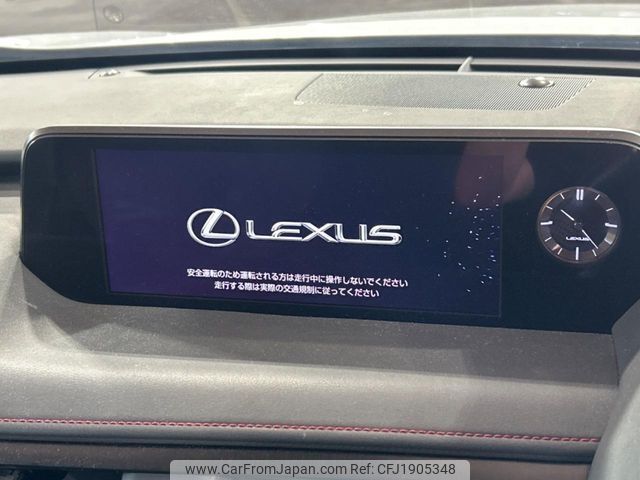 LEXUS
安全運転のため運転される方は走行中に操作しないでください
走行する際は実際の交通規制に従ってください
LEXUS
www.CarFromJapan.com - CFJ1905348